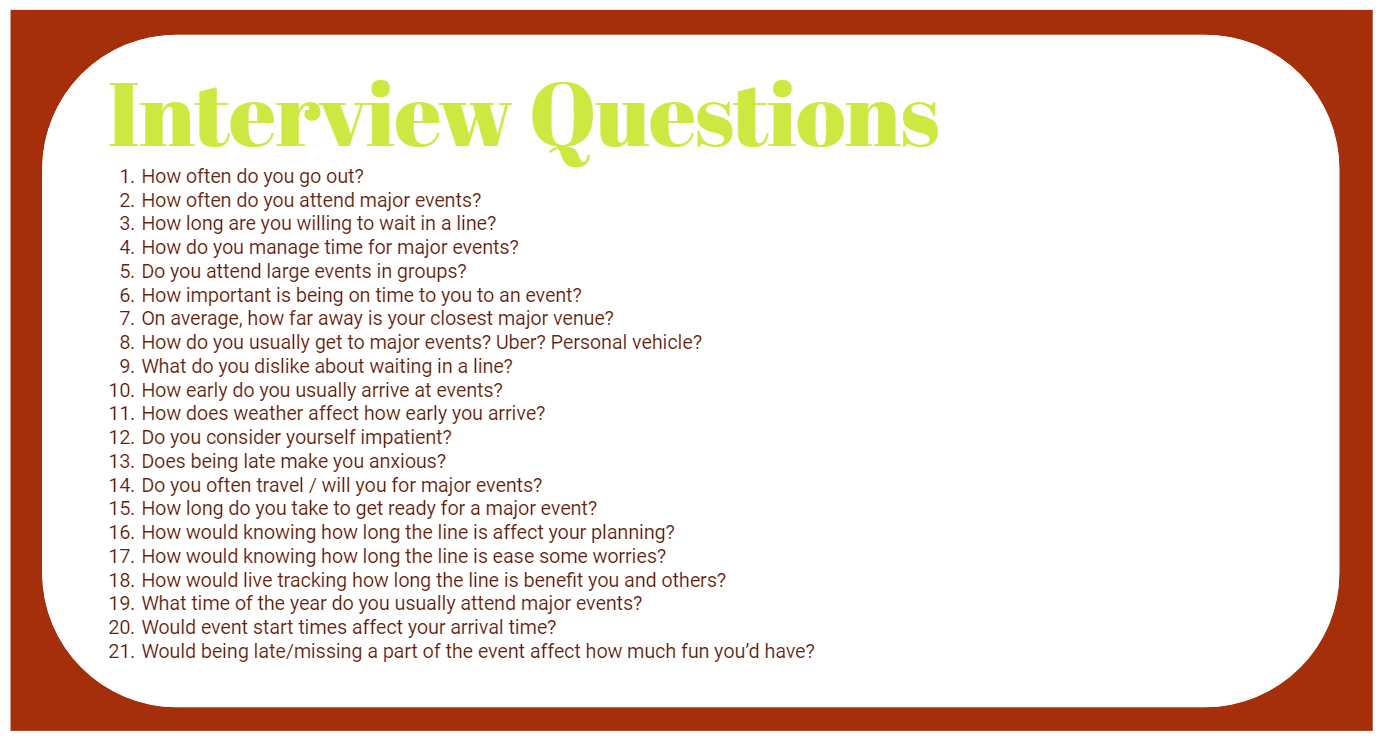 Interview Questions
1. How often do you go out?
2. How often do you attend major events?
3. How long are you willing to wait in a line?
4. How do you manage time for major events?
5. Do you attend large events in groups?
6. How important is being on time to you to an event?
7. On average, how far away is your closest major venue?
8. How do you usually get to major events? Uber? Personal vehicle?
9. What do you dislike about waiting in a line?
10. How early do you usually arrive at events?
11. How does weather affect how early you arrive?
12. Do you consider yourself impatient?
13. Does being late make you anxious?
14. Do you often travel / will you for major events?
15. How long do you take to get ready for a major event?
16. How would knowing how long the line is affect your planning?
17. How would knowing how long the line is ease some worries?
18. How would live tracking how long the line is benefit you and others?
19. What time of the year do you usually attend major events?
20. Would event start times affect your arrival time?
21. Would being late/missing a part of the event affect how much fun you’d have?